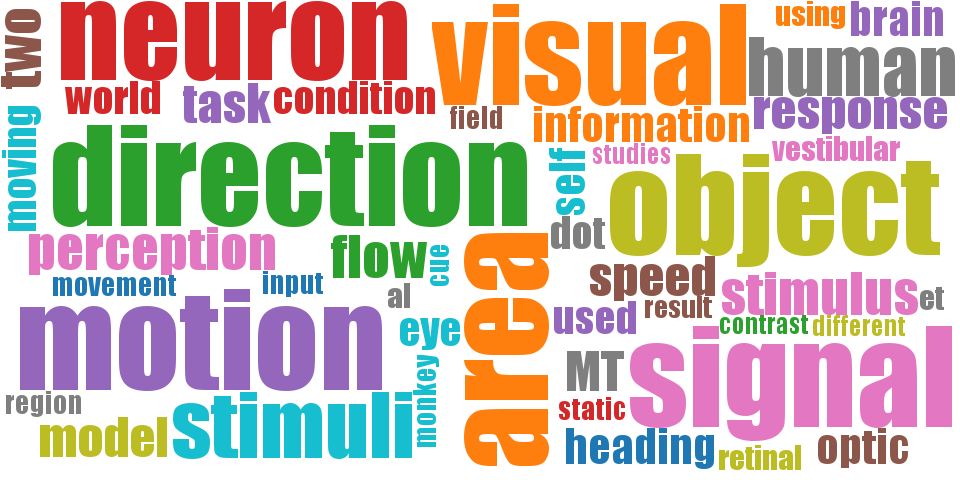 two
neuron
visual
using
brain
human
world
task
condition
field
information
response
moving
direction
self
studies
vestibular
object
dot
perception
flow
cue
area
speed
movement
input
al
used
result
stimulus
et
motion
eye
contrast
different
monkey
MT
signal
region
static
model
stimuli
heading
retinal
optic